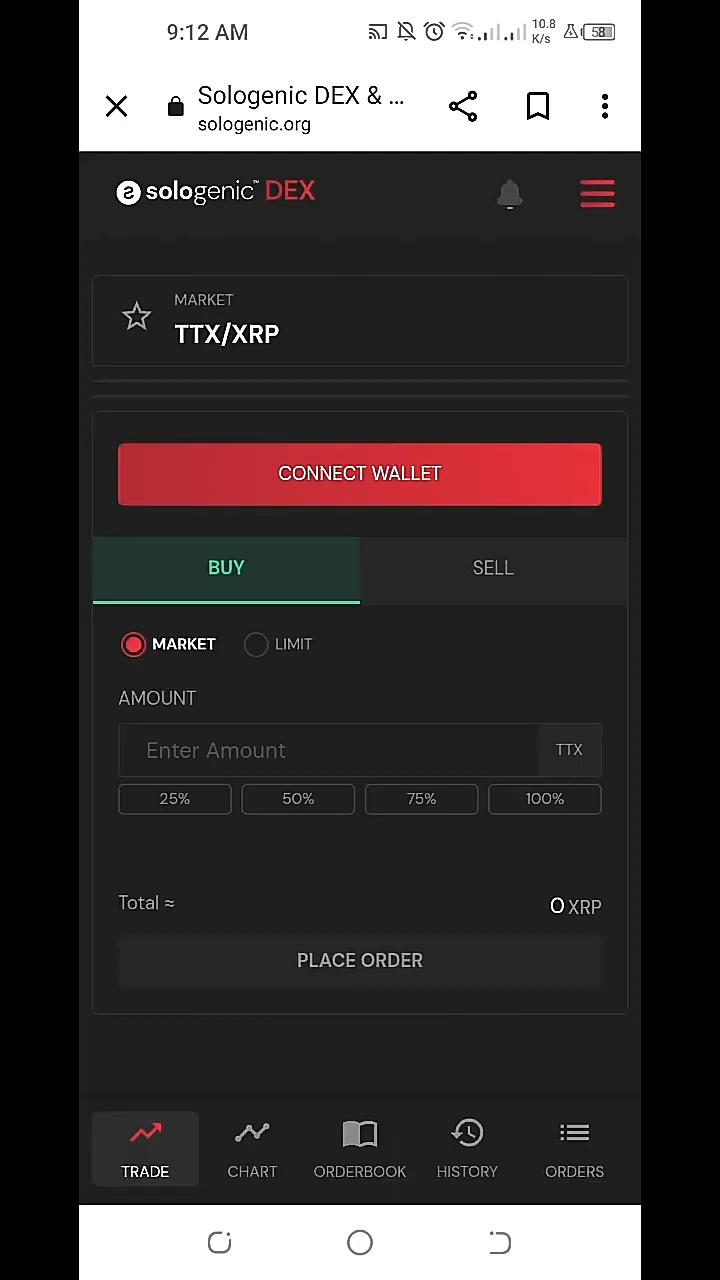 9:12 AM 10.8 K/s 58
Sologenic DEX & ...
sologenic.org
sologenic™ DEX
MARKET
TTX/XRP
CONNECT WALLET
BUY SELL
MARKET LIMIT
AMOUNT
Enter Amount TTX
25% 50% 75% 100%
Total ≈ 0 XRP
PLACE ORDER
TRADE CHART ORDERBOOK HISTORY ORDERS